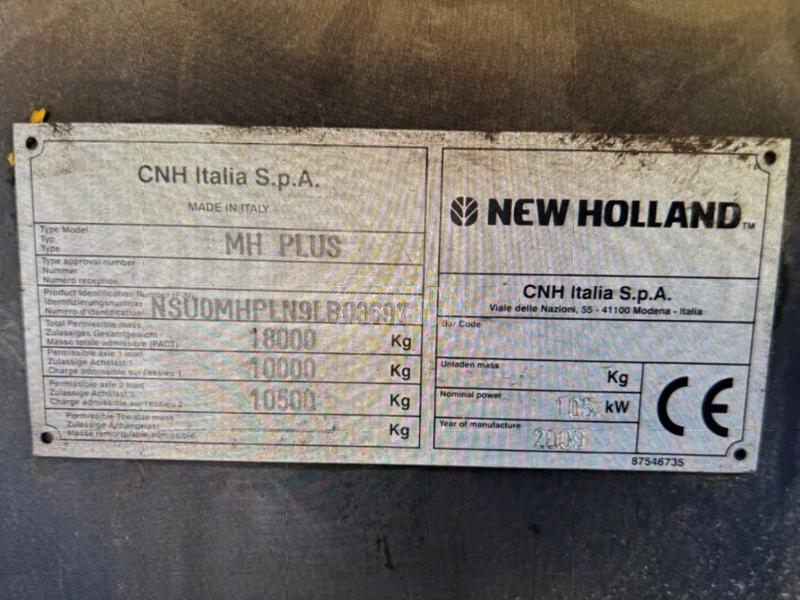 CNH Italia S.p.A.
MADE IN ITALY
Type Model
Typ
Type
MH PLUS
Type approval number
Nummer
Numero reception
Product Identification Number (PIN)
Identifizierungsnummer
Numero d identification
Total Permissible mass
Zulassiges Gesamtgewicht
Masse totale admissible (PACT)
18000 Kg
Permissible axle 1 load
Zulassige Achslast 1
Charge admissible sur l'essieu 1
10000 Kg
Permissible axle 2 load
Zulassige Achslast 2
Charge admissible sur l'essieu 2
10500 Kg
Permissible Towable mass
Zulassige Anhangelast
Masse remorquable admissible
Kg
NEW HOLLAND TM
CNH Italia S.p.A.
Viale delle Nazioni, 55 - 41100 Modena - Italia
Bar Code
Unladen mass
Kg
Nominal power
105 kW
Year of manufacture
2009
CE
87546735